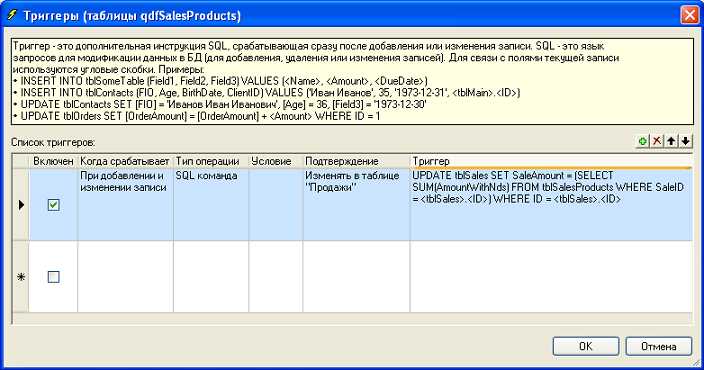 Триггеры (таблицы qdfSalesProducts)
Триггер - это дополнительная инструкция SQL, срабатывающая сразу после добавления или изменения записи. SQL - это язык
запросов для модификации данных в БД (для добавления, удаления или изменения записей). Для связи с полями текущей записи
используются угловые скобки. Примеры:
• INSERT INTO tblSomeTable (Field1, Field2, Field3) VALUES (<Name>, <Amount>, <DueDate>)
• INSERT INTO tblContacts (FIO, Age, BirthDate, ClientID) VALUES ('Иван Иванов', 35, '1973-12-31', <tblMain>.<ID>)
• UPDATE tblContacts SET [FIO] = 'Иванов Иван Иванович', [Age] = 36, [Field3] = '1973-12-30'
• UPDATE tblOrders SET [OrderAmount] = [OrderAmount] + <Amount> WHERE ID = 1
Список триггеров:
Включен Когда срабатывает Тип операции Условие Подтверждение Триггер
При добавлении и SQL команда Изменять в таблице UPDATE tblSales SET SaleAmount = (SELECT
изменении записи "Продажи" SUM(AmountWithNds) FROM tblSalesProducts WHERE SaleID
= <tblSales>.<ID>) WHERE ID = <tblSales>.<ID>
OK Отмена